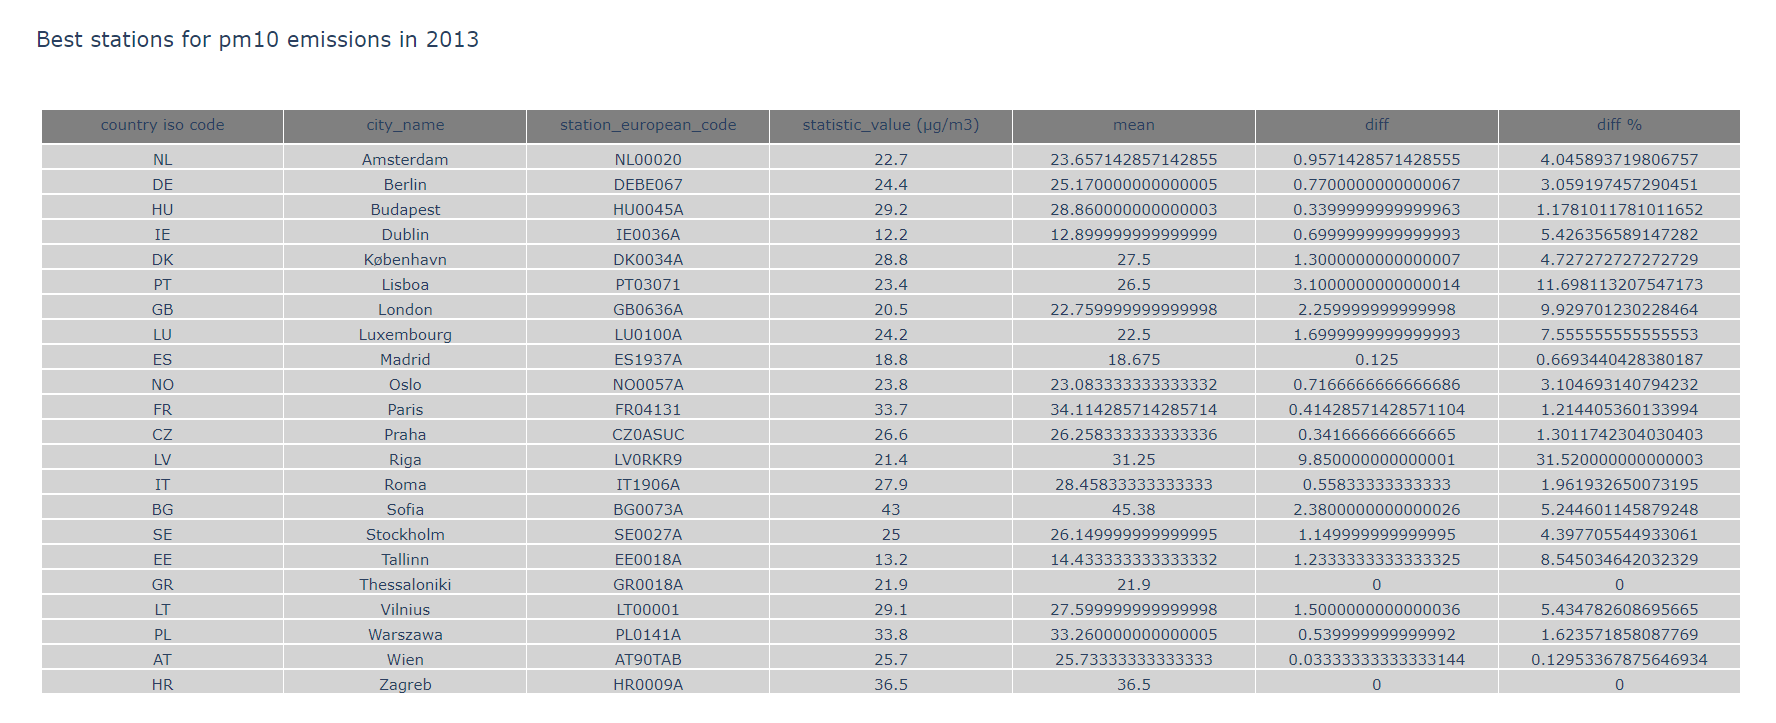 Best stations for pm10 emissions in 2013
country iso code city_name station_european_code statistic_value (µg/m3) mean diff diff %
NL Amsterdam NL00020 22.7 23.657142857142855 0.9571428571428555 4.045893719806757
DE Berlin DEBE067 24.4 25.170000000000005 0.7700000000000067 3.059197457290451
HU Budapest HU0045A 29.2 28.860000000000003 0.3399999999999963 1.1781011781011652
IE Dublin IE0036A 12.2 12.899999999999999 0.6999999999999993 5.426356589147282
DK København DK0034A 28.8 27.5 1.3000000000000007 4.727272727272729
PT Lisboa PT03071 23.4 26.5 3.1000000000000014 11.698113207547173
GB London GB0636A 20.5 22.759999999999998 2.259999999999998 9.929701230228464
LU Luxembourg LU0100A 24.2 22.5 1.6999999999999993 7.555555555555553
ES Madrid ES1937A 18.8 18.675 0.125 0.6693440428380187
NO Oslo NO0057A 23.8 23.083333333333332 0.7166666666666686 3.104693140794232
FR Paris FR04131 33.7 34.114285714285714 0.41428571428571104 1.214405360133994
CZ Praha CZ0ASUC 26.6 26.258333333333336 0.341666666666665 1.3011742304030403
LV Riga LV0RKR9 21.4 31.25 9.850000000000001 31.520000000000003
IT Roma IT1906A 27.9 28.45833333333333 0.55833333333333 1.961932650073195
BG Sofia BG0073A 43 45.38 2.3800000000000026 5.244601145879248
SE Stockholm SE0027A 25 26.149999999999995 1.149999999999995 4.397705544933061
EE Tallinn EE0018A 13.2 14.433333333333332 1.2333333333333325 8.545034642032329
GR Thessaloniki GR0018A 21.9 21.9 0 0
LT Vilnius LT00001 29.1 27.599999999999998 1.5000000000000036 5.434782608695665
PL Warszawa PL0141A 33.8 33.260000000000005 0.539999999999992 1.623571858087769
AT Wien AT90TAB 25.7 25.73333333333333 0.03333333333333144 0.12953367875646934
HR Zagreb HR0009A 36.5 36.5 0 0